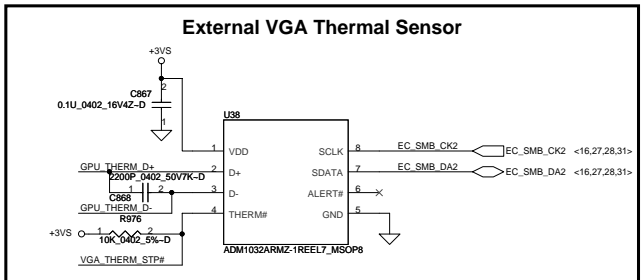 External VGA Thermal Sensor
+3VS
C867
0.1U_0402_16V4Z~D
2
1
U38
1 VDD SCLK 8 EC_SMB_CK2 EC_SMB_CK2 <16,27,28,31>
GPU_THERM_D+ 2 D+ SDATA 7 EC_SMB_DA2 EC_SMB_DA2 <16,27,28,31>
2200P_0402_50V7K~D
1 2 3 D- ALERT# 6
C868
GPU_THERM_D-
R976
4 THERM# GND 5
+3VS 1 2
10K_0402_5%~D
ADM1032ARMZ-1REEL7_MSOP8
VGA_THERM_STP#